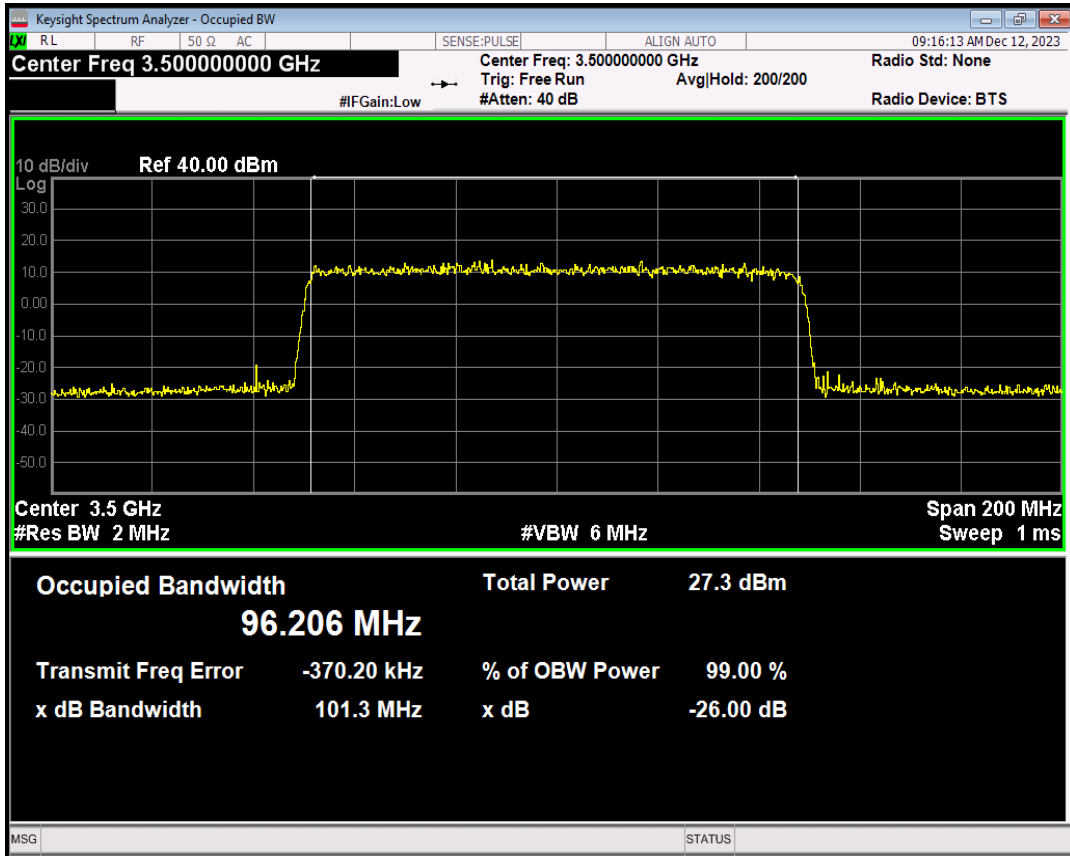 Keysight Spectrum Analyzer - Occupied BW
LXI RL RF 50 Ω AC SENSE:PULSE ALIGN AUTO 09:16:13 AM Dec 12, 2023
Center Freq 3.500000000 GHz Center Freq: 3.500000000 GHz Radio Std: None
Trig: Free Run Avg|Hold: 200/200
#IFGain:Low #Atten: 40 dB Radio Device: BTS
10 dB/div Ref 40.00 dBm
Log
30.0
20.0
10.0
0.00
-10.0
-20.0
-30.0
-40.0
-50.0
Center 3.5 GHz Span 200 MHz
#Res BW 2 MHz #VBW 6 MHz Sweep 1 ms
Occupied Bandwidth Total Power 27.3 dBm
96.206 MHz
Transmit Freq Error -370.20 kHz % of OBW Power 99.00 %
x dB Bandwidth 101.3 MHz x dB -26.00 dB
MSG STATUS